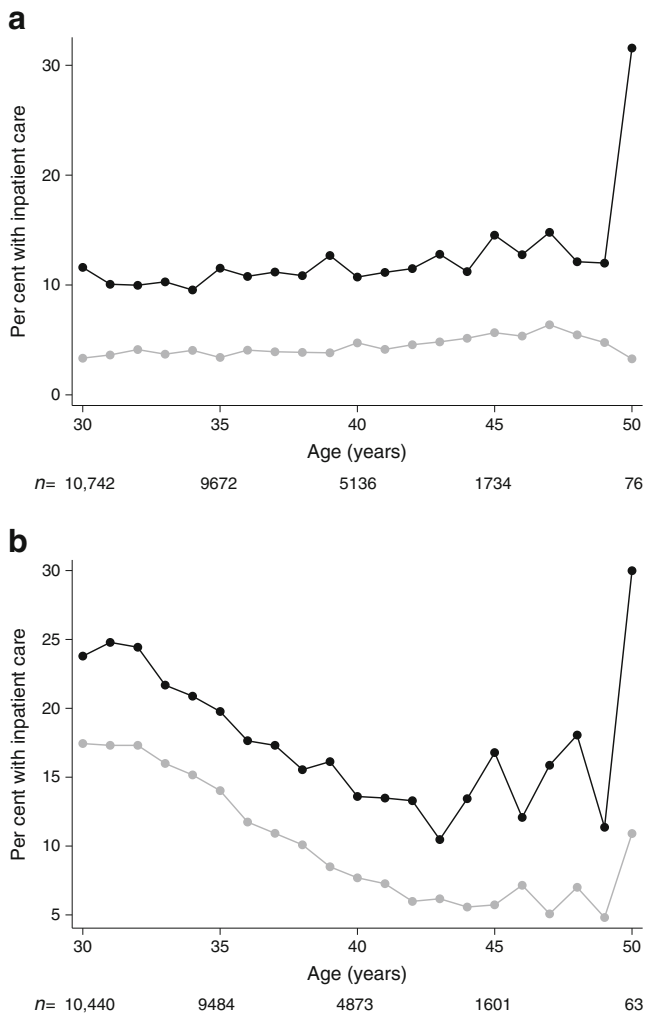 a
Per cent with inpatient care
30
20
10
0
30 35 40 45 50
Age (years)
n= 10,742 9672 5136 1734 76
b
Per cent with inpatient care
30
25
20
15
10
5
30 35 40 45 50
Age (years)
n= 10,440 9484 4873 1601 63